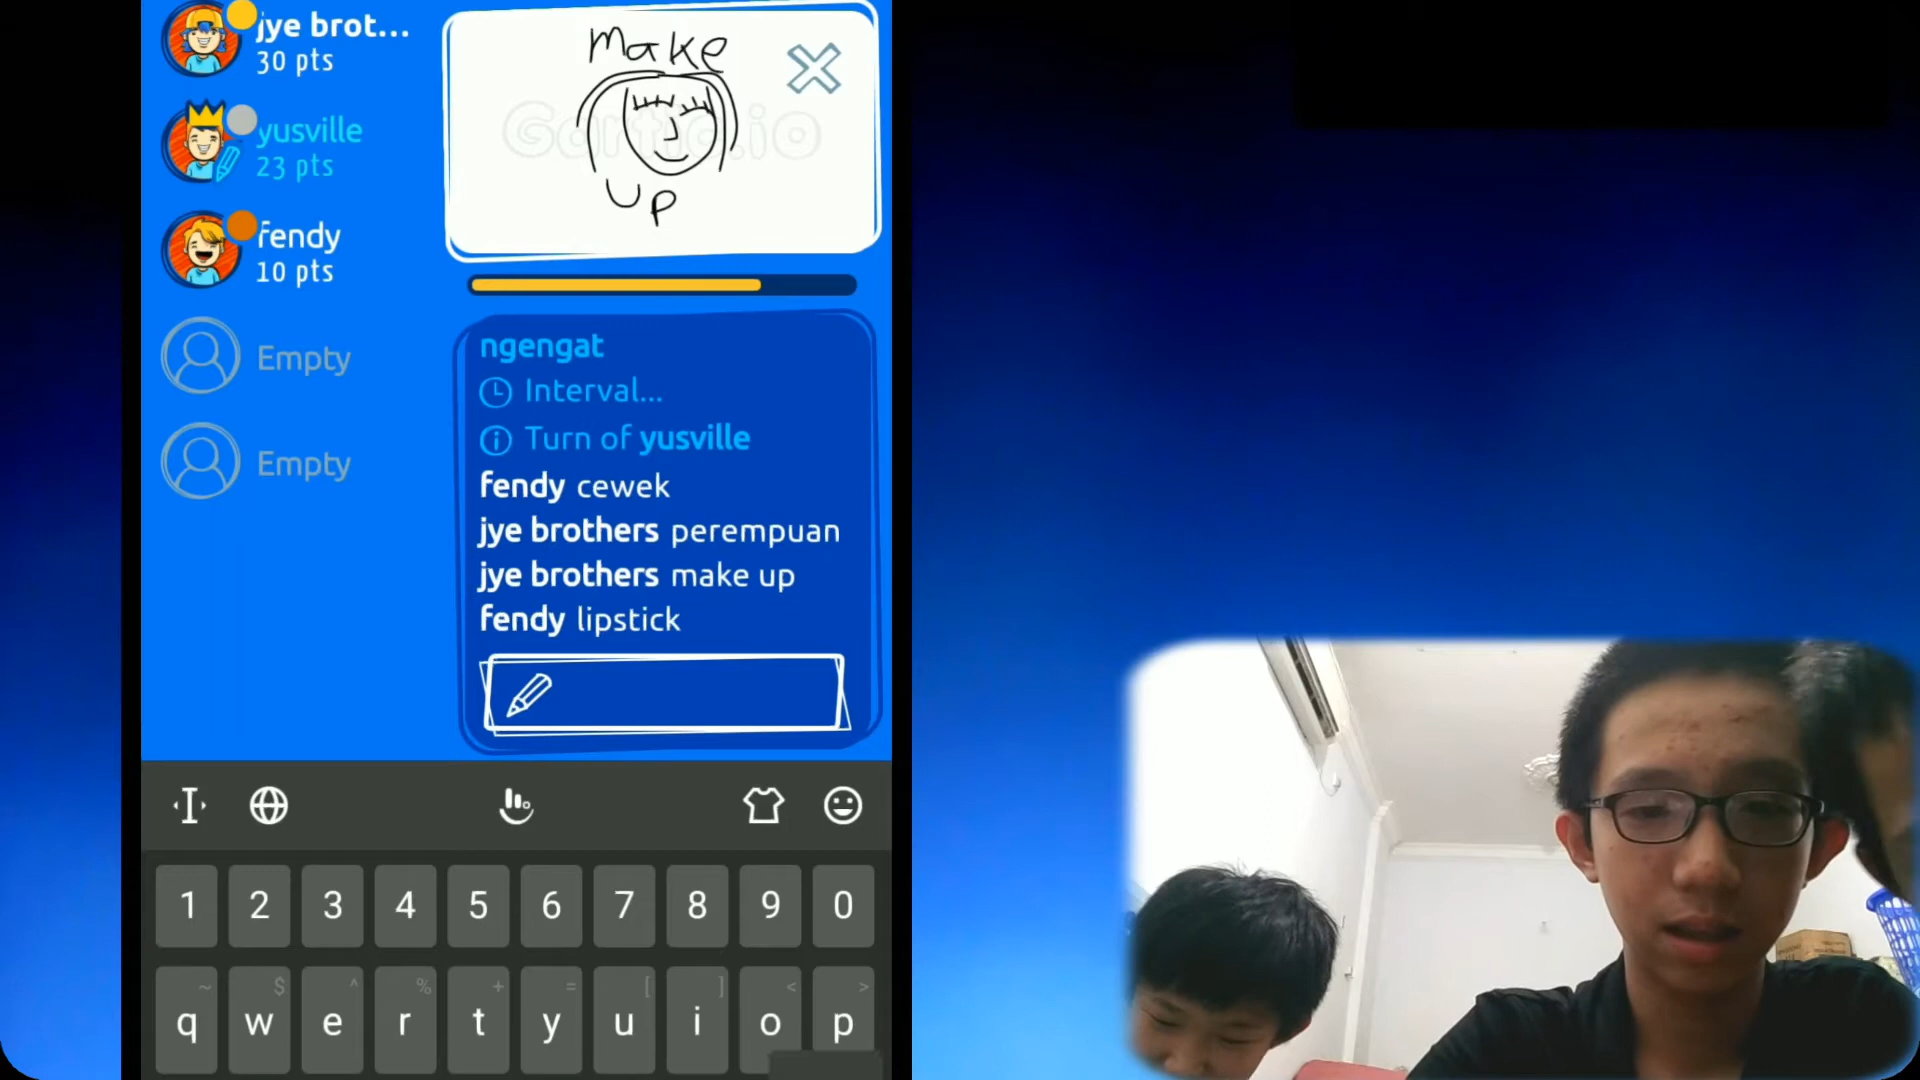 jye brot...
30 pts
yusville
23 pts
fendy
10 pts
Empty
Empty
Make
Gartic.io
UP
ngengat
Interval...
Turn of yusville
fendy cewek
jye brothers perempuan
jye brothers make up
fendy lipstick
1 2 3 4 5 6 7 8 9 0
~ $ ^ % + = [ ] < >
q w e r t y u i o p